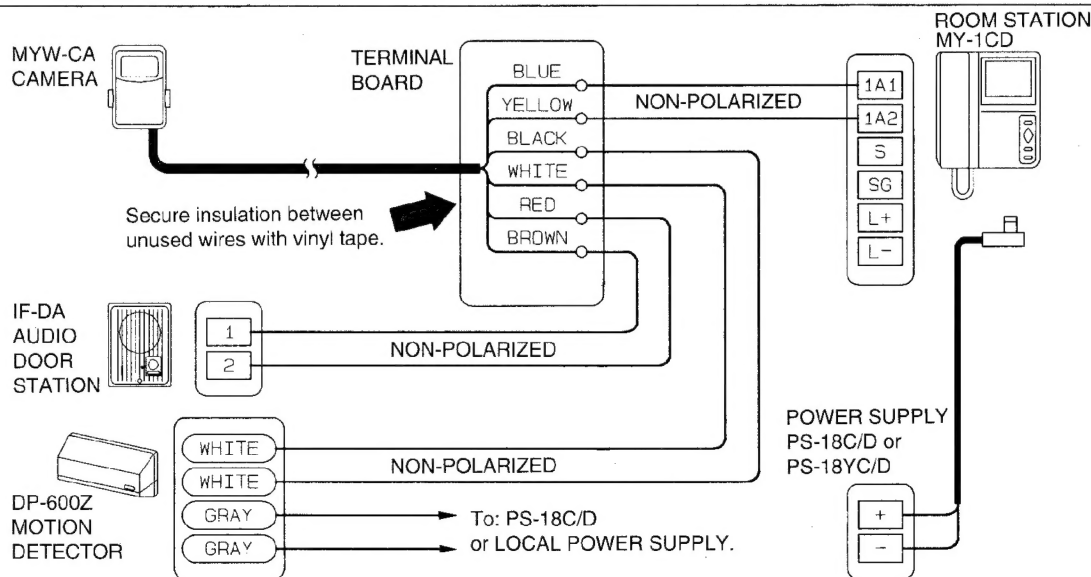 MYW-CA
CAMERA
TERMINAL
BOARD
BLUE
YELLOW
BLACK
WHITE
RED
BROWN
NON-POLARIZED
ROOM STATION
MY-1CD
1A1
1A2
S
SG
L+
L-
Secure insulation between
unused wires with vinyl tape.
IF-DA
AUDIO
DOOR
STATION
1
2
NON-POLARIZED
DP-600Z
MOTION
DETECTOR
WHITE
WHITE
GRAY
GRAY
NON-POLARIZED
To: PS-18C/D
or LOCAL POWER SUPPLY.
POWER SUPPLY
PS-18C/D or
PS-18YC/D
+
-